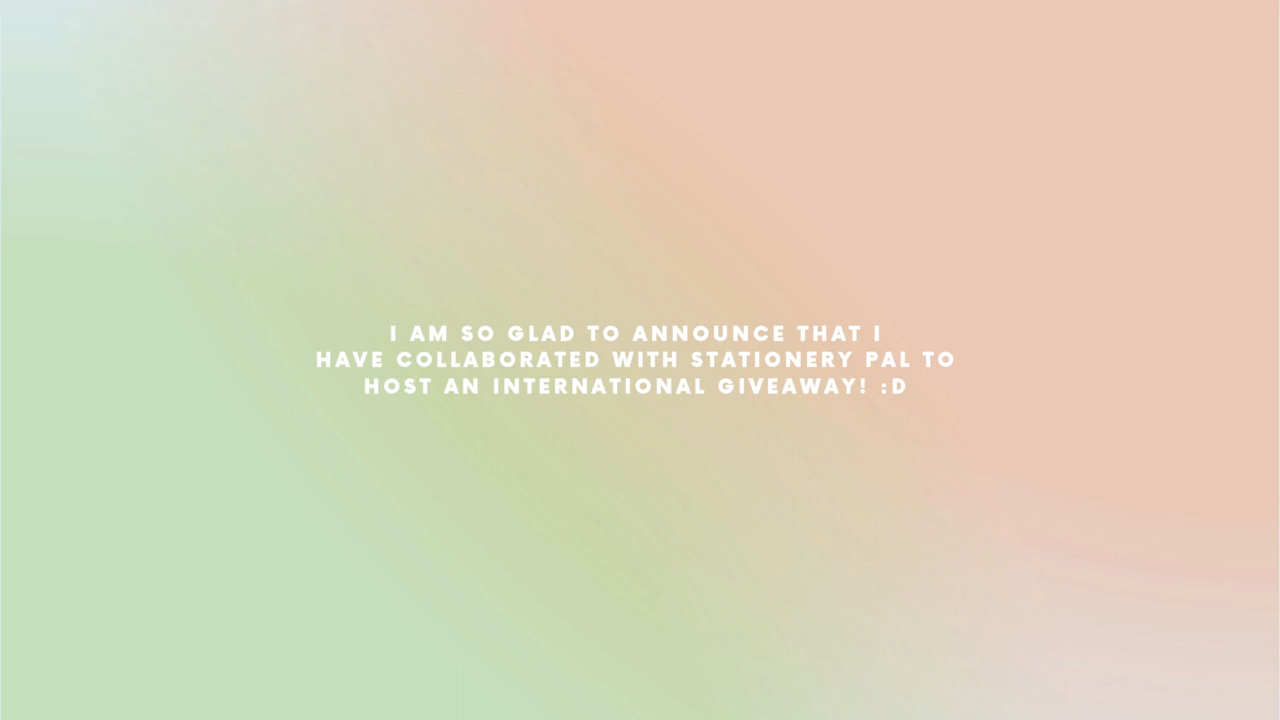 I AM SO GLAD TO ANNOUNCE THAT I
HAVE COLLABORATED WITH STATIONERY PAL TO
HOST AN INTERNATIONAL GIVEAWAY! :D